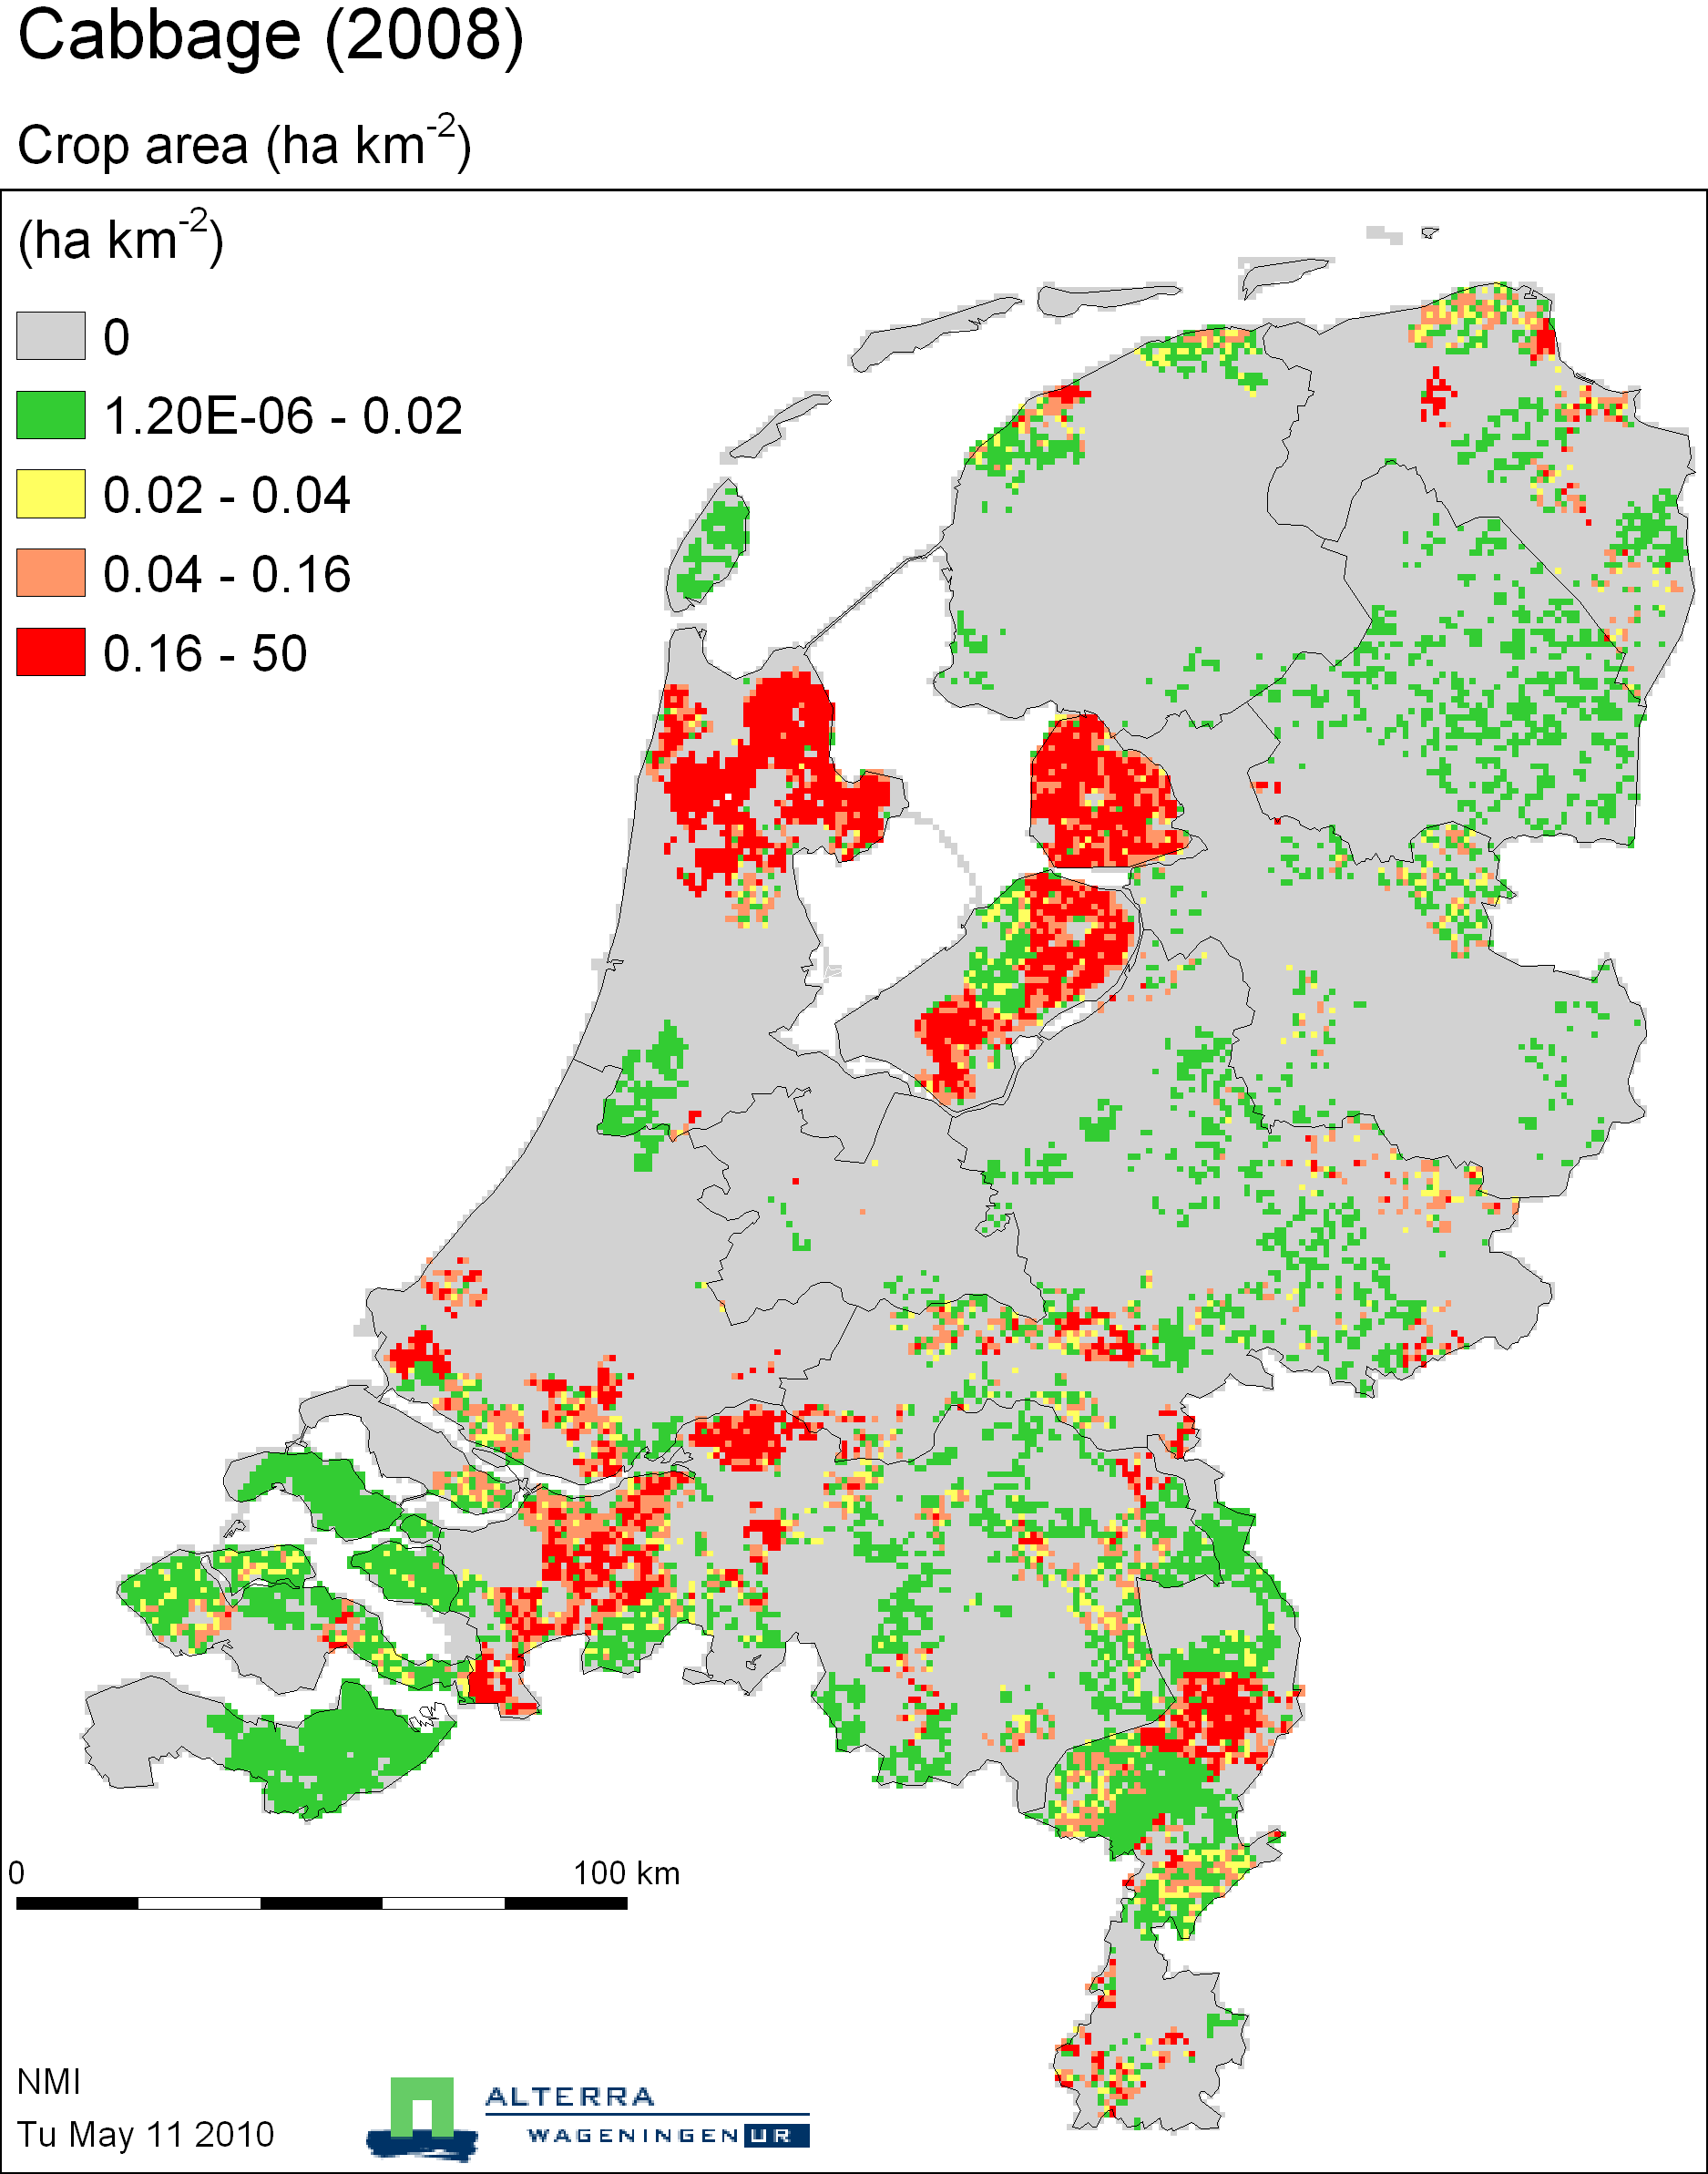 Cabbage (2008)
Crop area (ha km-2)
(ha km-2)
0
1.20E-06 - 0.02
0.02 - 0.04
0.04 - 0.16
0.16 - 50
0 100 km
NMI
Tu May 11 2010
ALTERRA
WAGENINGEN UR